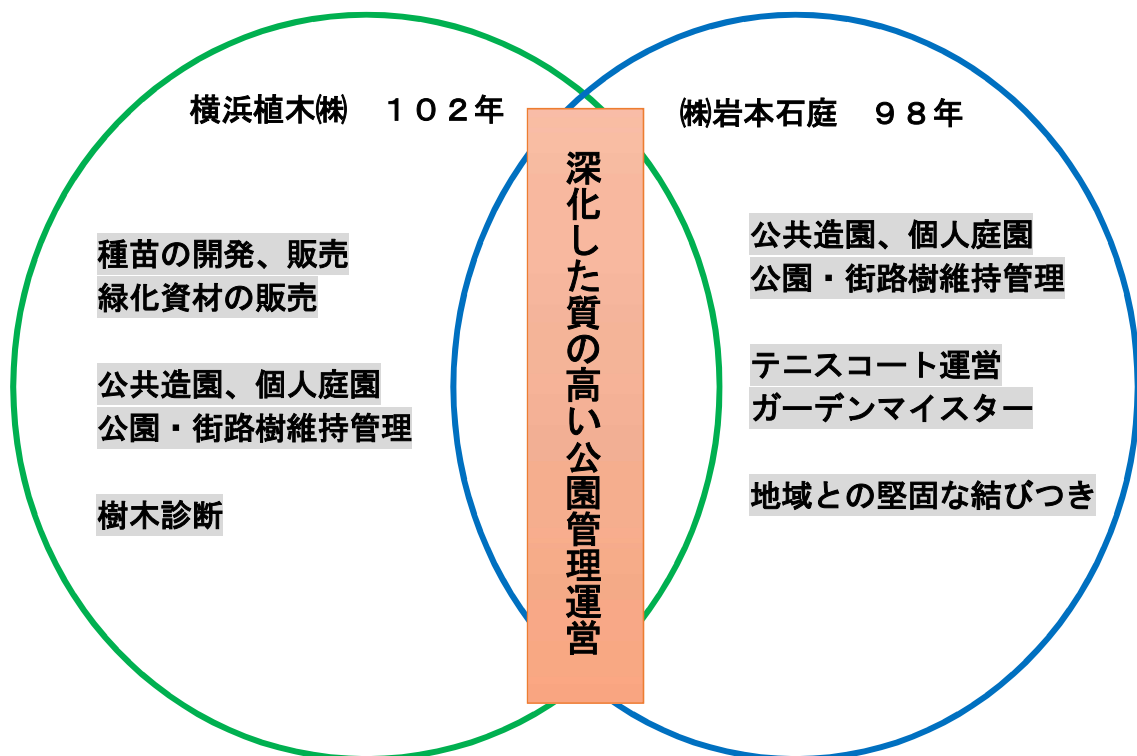 横浜植木㈱　１０２年
種苗の開発、販売
緑化資材の販売
公共造園、個人庭園
公園・街路樹維持管理
樹木診断
深化した質の高い公園管理運営
㈱岩本石庭　９８年
公共造園、個人庭園
公園・街路樹維持管理
テニスコート運営
ガーデンマイスター
地域との堅固な結びつき